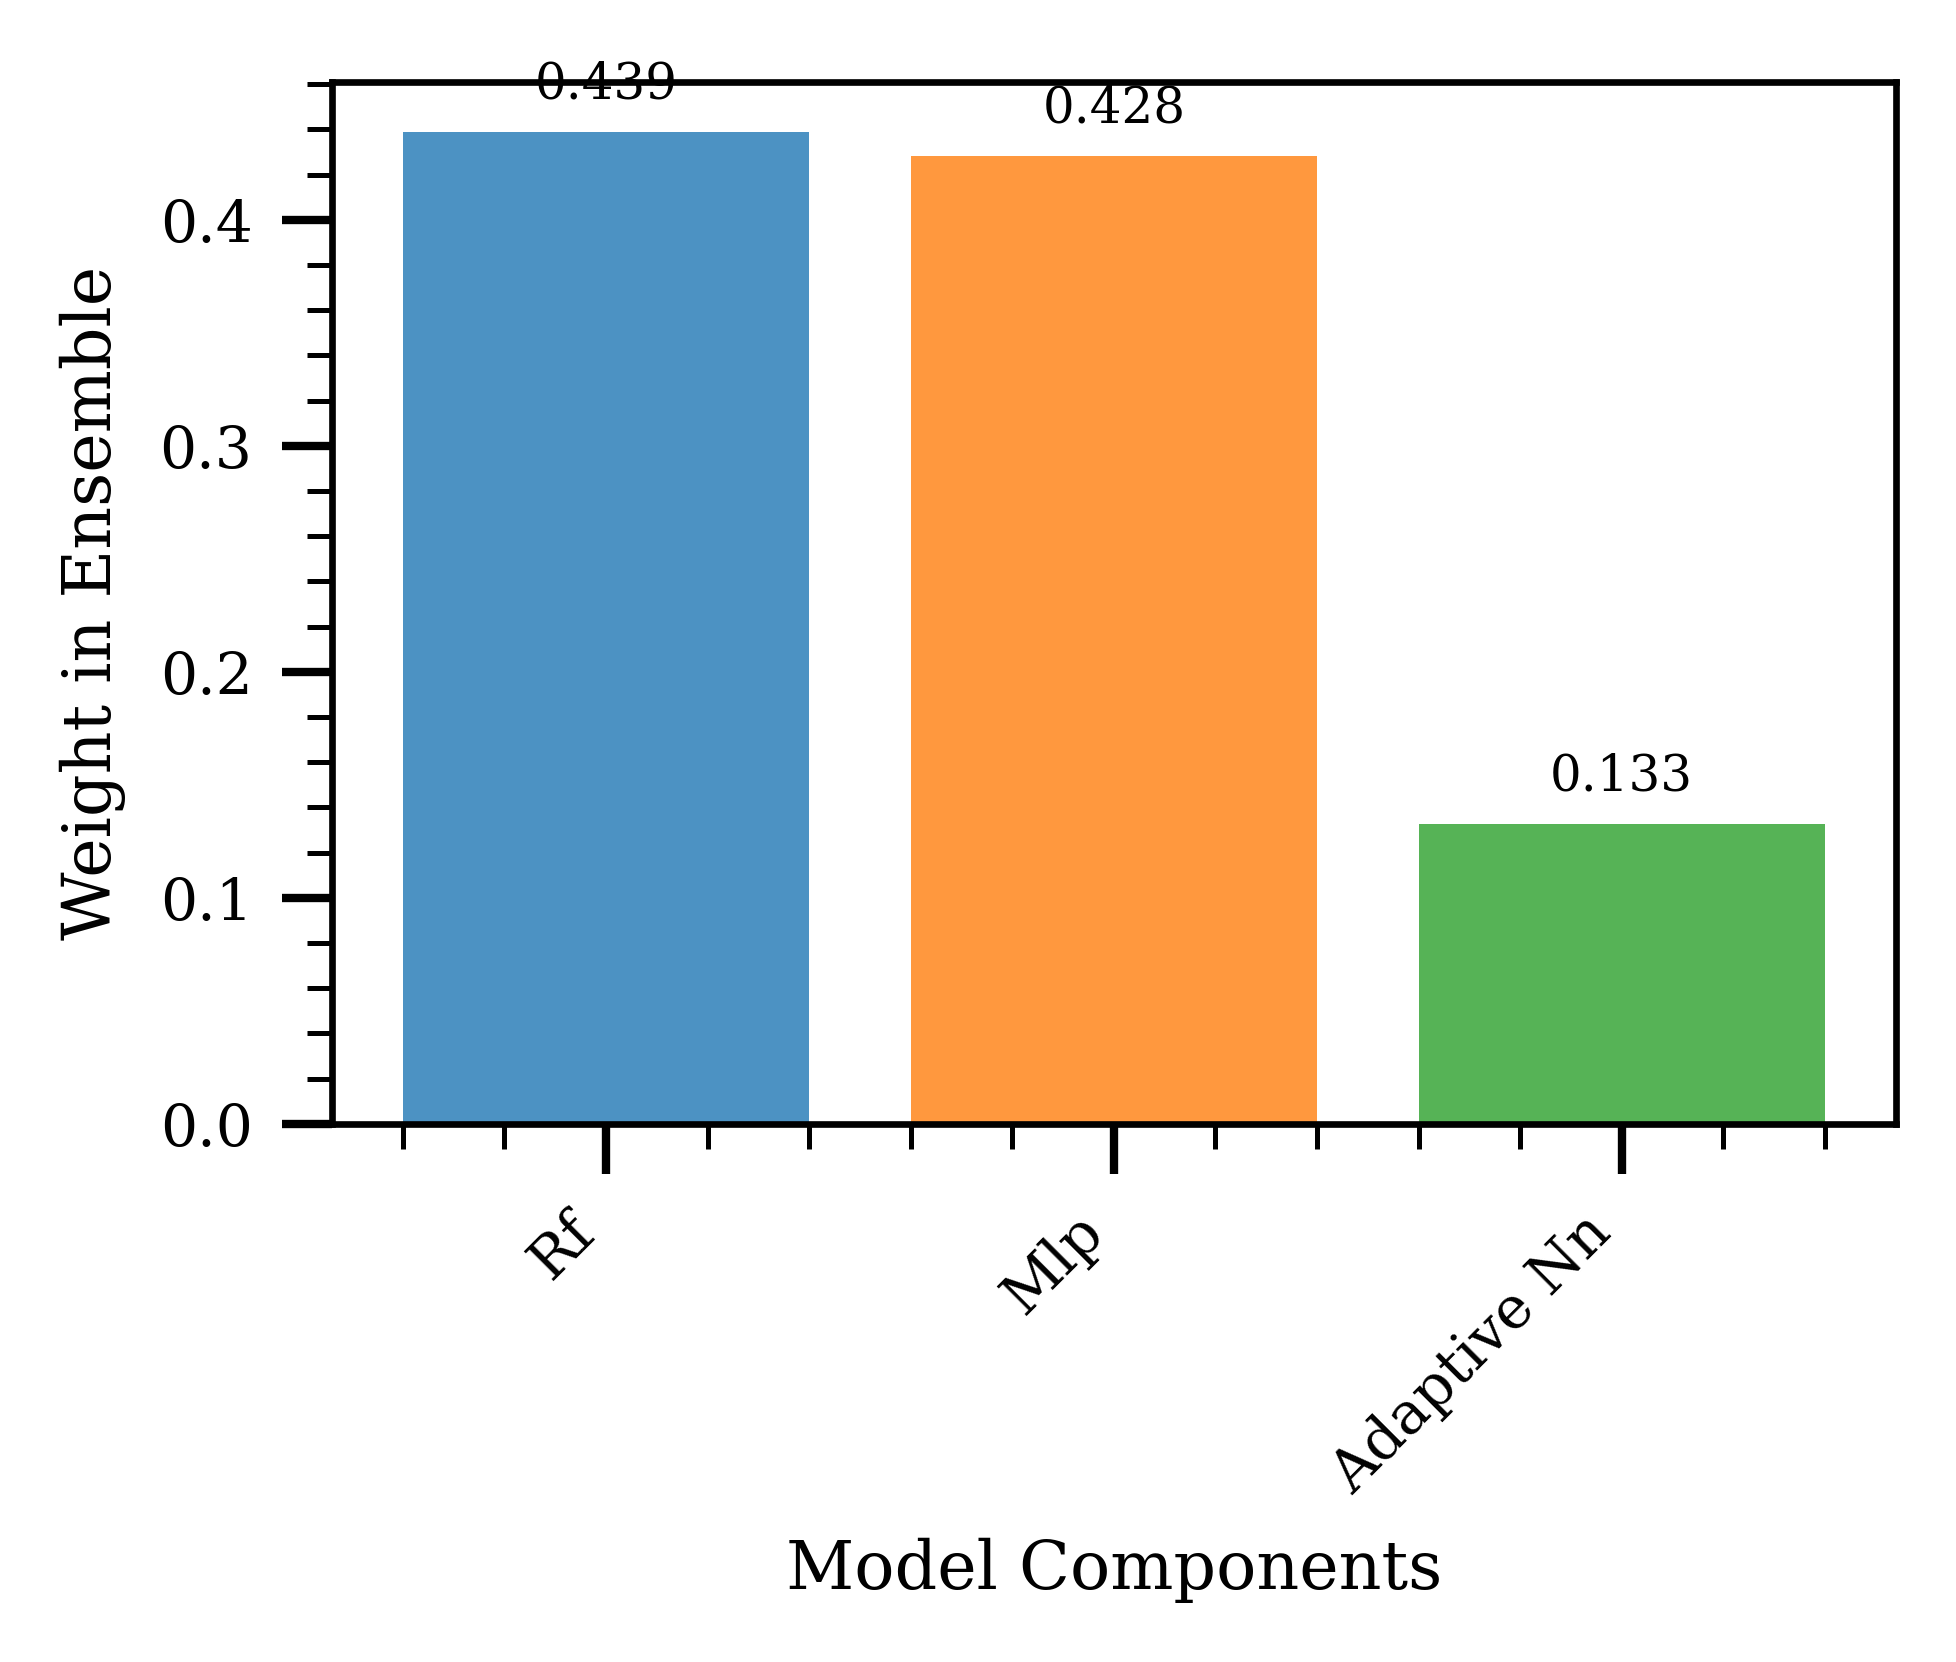 0.439
0.428
0.4
0.3
0.2
0.133
0.1
0.0
Weight in Ensemble
Rf
Mlp
Adaptive Nn
Model Components